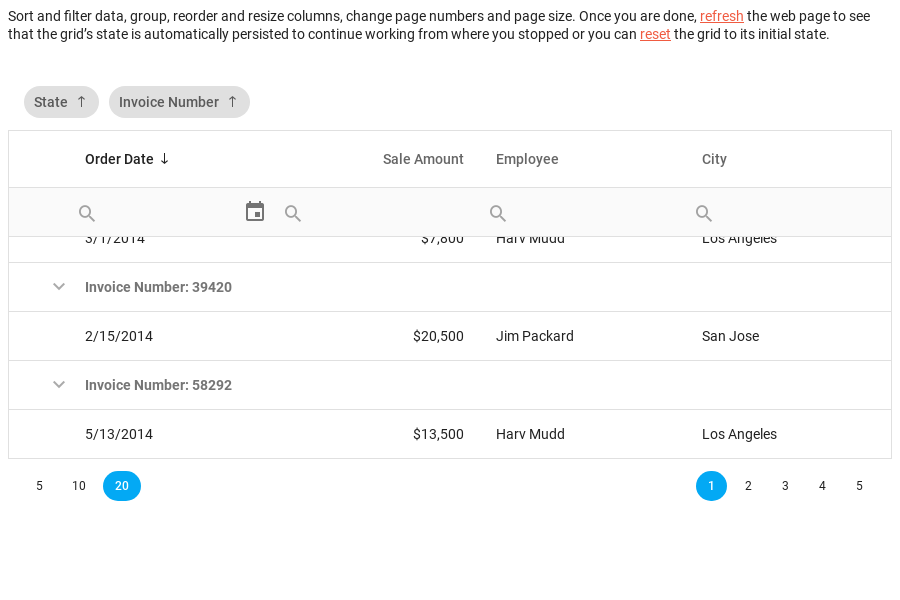 Sort and filter data, group, reorder and resize columns, change page numbers and page size. Once you are done, refresh the web page to see
that the grid’s state is automatically persisted to continue working from where you stopped or you can reset the grid to its initial state.
State Invoice Number
Order Date Sale Amount Employee City
3/1/2014 $7,800 Harv Mudd Los Angeles
Invoice Number: 39420
2/15/2014 $20,500 Jim Packard San Jose
Invoice Number: 58292
5/13/2014 $13,500 Harv Mudd Los Angeles
5 10 20 1 2 3 4 5